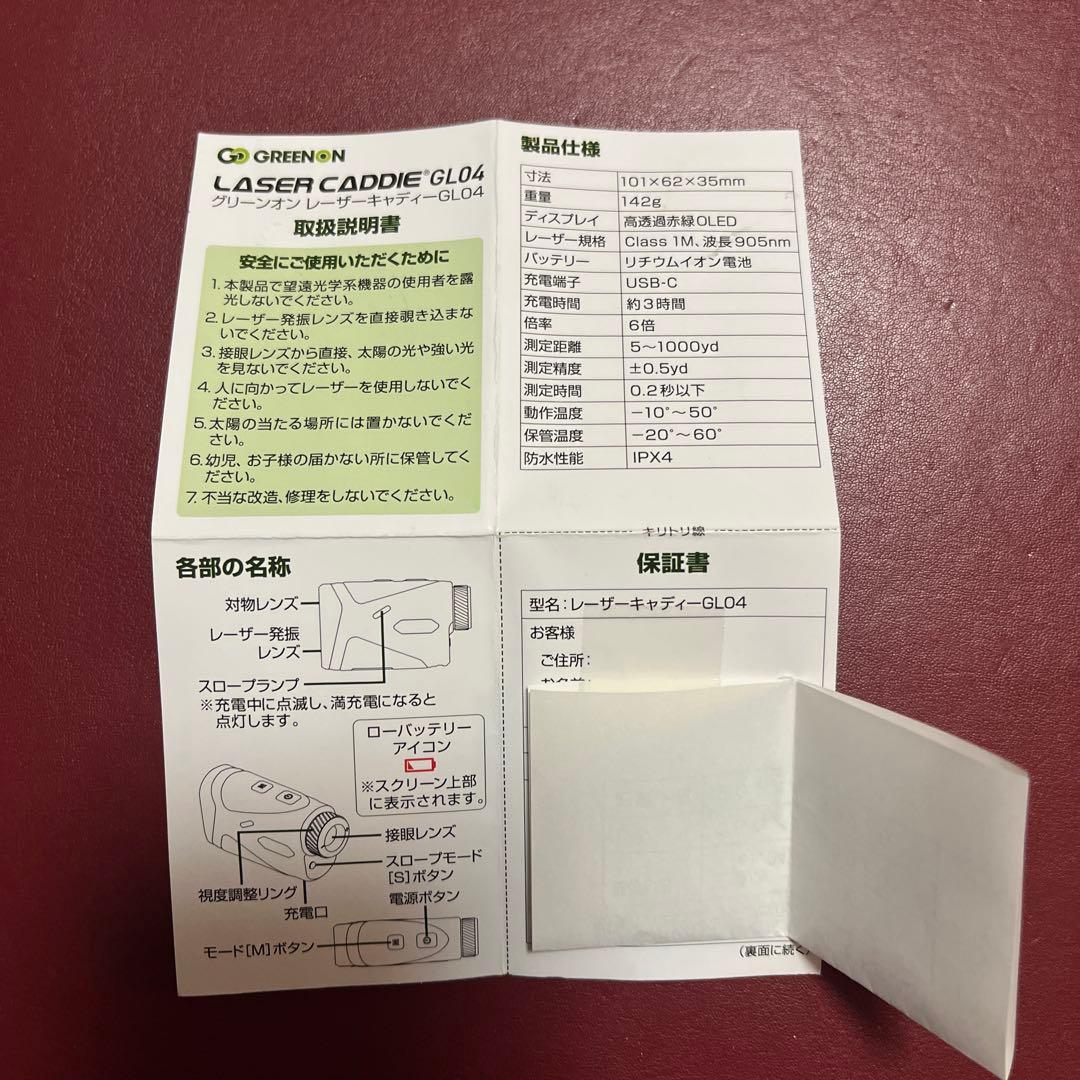 GREENON
LASER CADDIE® GL04
グリーンオン レーザーキャディーGL04
取扱説明書
安全にご使用いただくために
1. 本製品で望遠光学系機器の使用者を露
光しないでください。
2. レーザー発振レンズを直接覗き込まな
いでください。
3. 接眼レンズから直接、太陽の光や強い光
を見ないでください。
4. 人に向かってレーザーを使用しないでく
ださい。
5. 太陽の当たる場所には置かないでくだ
さい。
6. 幼児、お子様の届かない所に保管してく
ださい。
7. 不当な改造、修理をしないでください。
製品仕様
寸法 101×62×35mm
重量 142g
ディスプレイ 高透過赤緑OLED
レーザー規格 Class 1M、波長905nm
バッテリー リチウムイオン電池
充電端子 USB-C
充電時間 約3時間
倍率 6倍
測定距離 5〜1000yd
測定精度 ±0.5yd
測定時間 0.2秒以下
動作温度 −10°〜50°
保管温度 −20°〜60°
防水性能 IPX4
各部の名称
対物レンズ
レーザー発振
レンズ
スロープランプ
※充電中に点滅し、満充電になると
点灯します。
ローバッテリー
アイコン
※スクリーン上部
に表示されます。
接眼レンズ
スロープモード
[S]ボタン
視度調整リング
充電口
電源ボタン
モード[M]ボタン
キリトリ線
保証書
型名：レーザーキャディーGL04
お客様
ご住所：
お名前：
(裏面に続く)